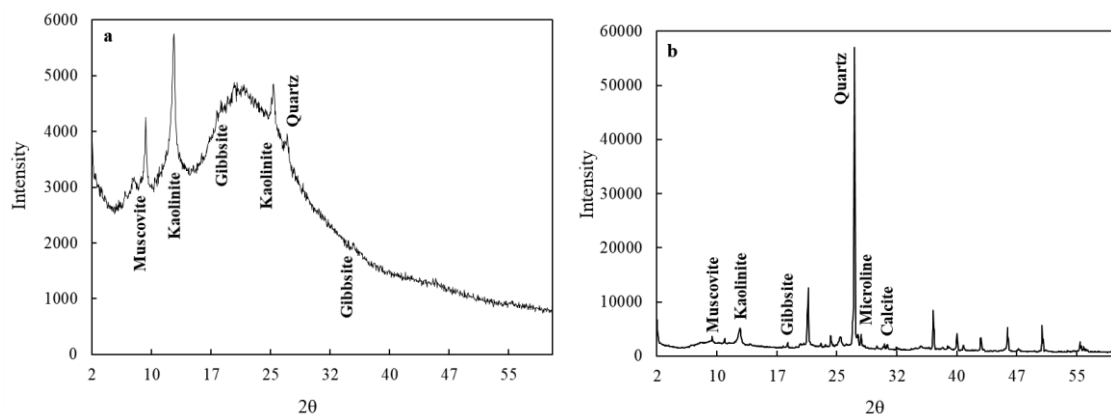 a
6000
5000
4000
3000
2000
1000
0
Intensity
Muscovite
Kaolinite
Gibbsite
Kaolinite
Quartz
Gibbsite
2 10 17 25 32 40 47 55
2θ
b
60000
50000
40000
30000
20000
10000
0
Intensity
Muscovite
Kaolinite
Gibbsite
Quartz
Microline
Calcite
2 10 17 25 32 40 47 55
2θ